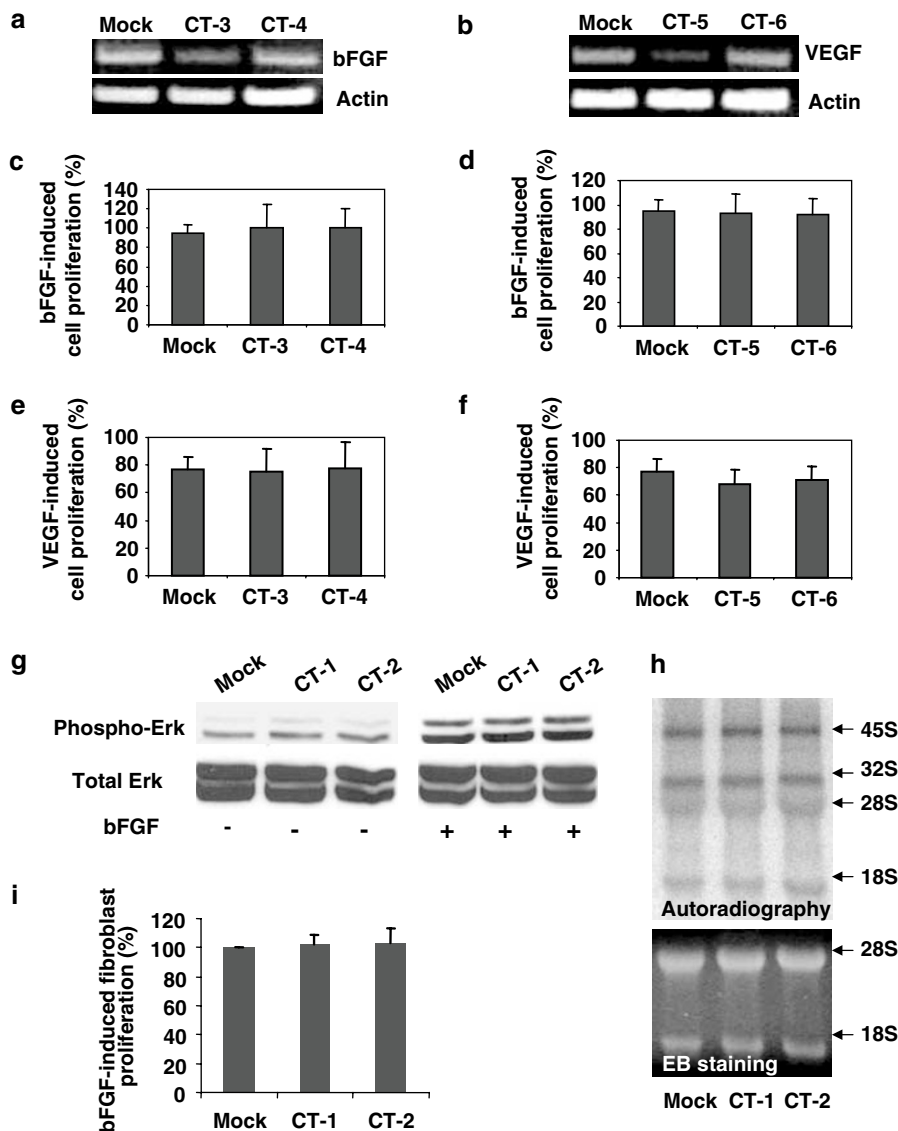 a
Mock CT-3 CT-4
bFGF
Actin
b
Mock CT-5 CT-6
VEGF
Actin
c
bFGF-induced
cell proliferation (%)
140
120
100
80
60
40
20
0
Mock CT-3 CT-4
d
bFGF-induced
cell proliferation (%)
120
100
80
60
40
20
0
Mock CT-5 CT-6
e
VEGF-induced
cell proliferation (%)
100
80
60
40
20
0
Mock CT-3 CT-4
f
VEGF-induced
cell proliferation (%)
100
80
60
40
20
0
Mock CT-5 CT-6
g
Mock CT-1 CT-2 Mock CT-1 CT-2
Phospho-Erk
Total Erk
bFGF - - - + + +
h
45S
32S
28S
18S
Autoradiography
28S
18S
EB staining
Mock CT-1 CT-2
i
bFGF-induced fibroblast
proliferation (%)
120
100
80
60
40
20
0
Mock CT-1 CT-2